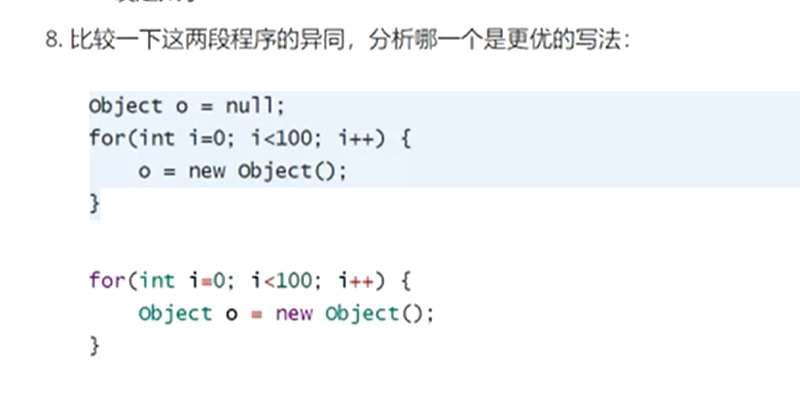 8. 比较一下这两段程序的异同，分析哪一个是更优的写法：
Object o = null;
for(int i=0; i<100; i++) {
    o = new Object();
}
for(int i=0; i<100; i++) {
    Object o = new Object();
}